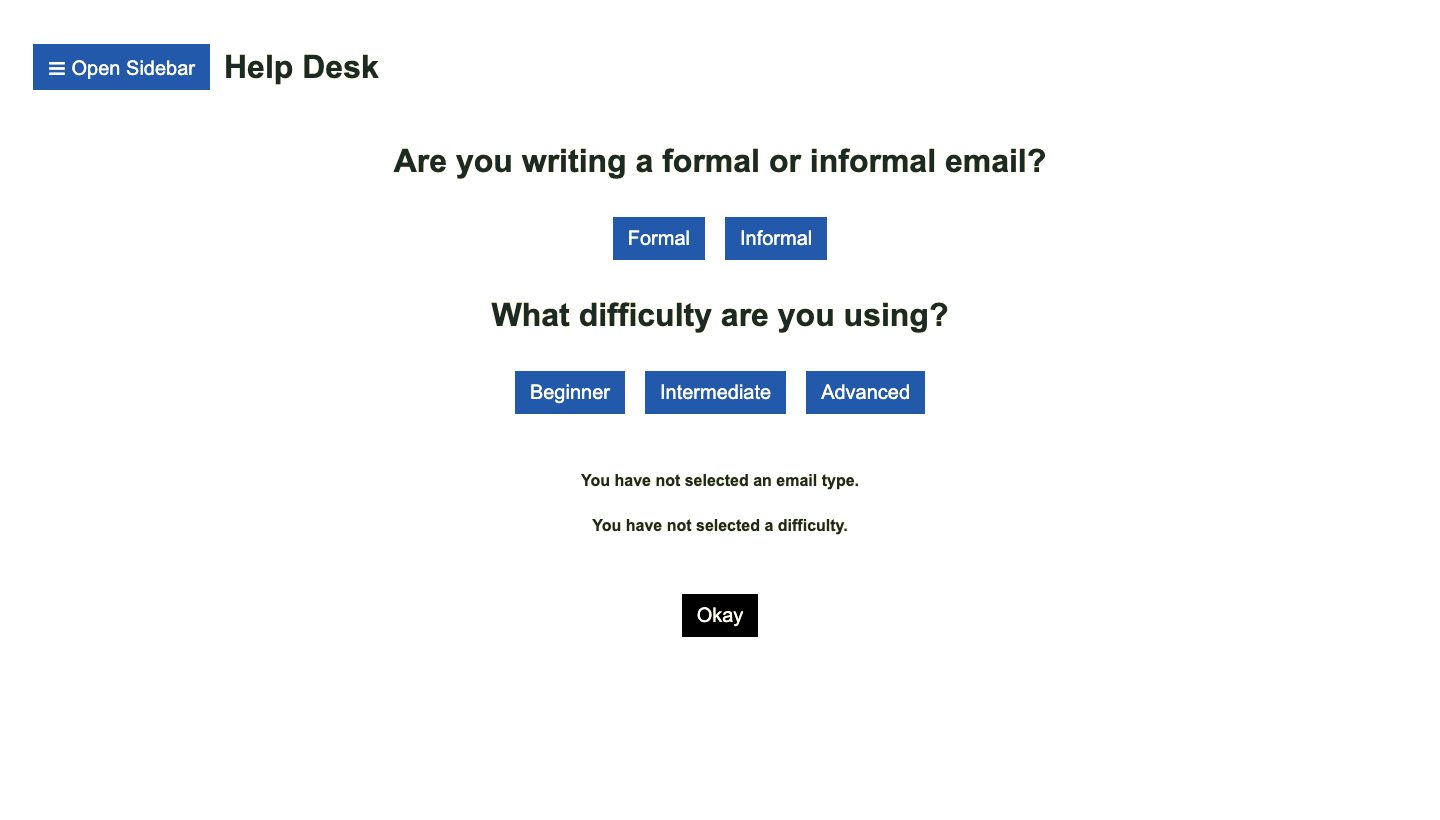 ≡ Open Sidebar Help Desk
Are you writing a formal or informal email?
Formal Informal
What difficulty are you using?
Beginner Intermediate Advanced
You have not selected an email type.
You have not selected a difficulty.
Okay